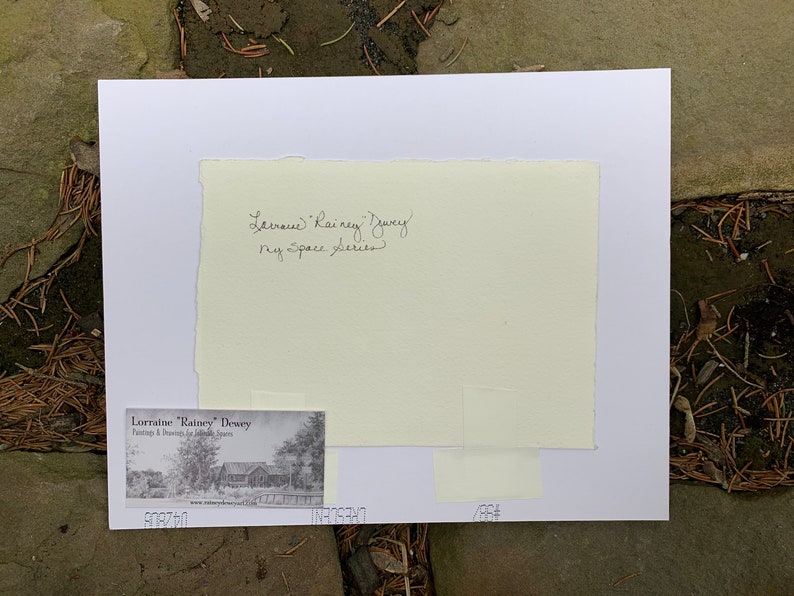 Lorraine "Rainey" Dewey
My Space Series
Lorraine "Rainey" Dewey
Paintings & Drawings for Intimate Spaces
www.raineydeweyart.com